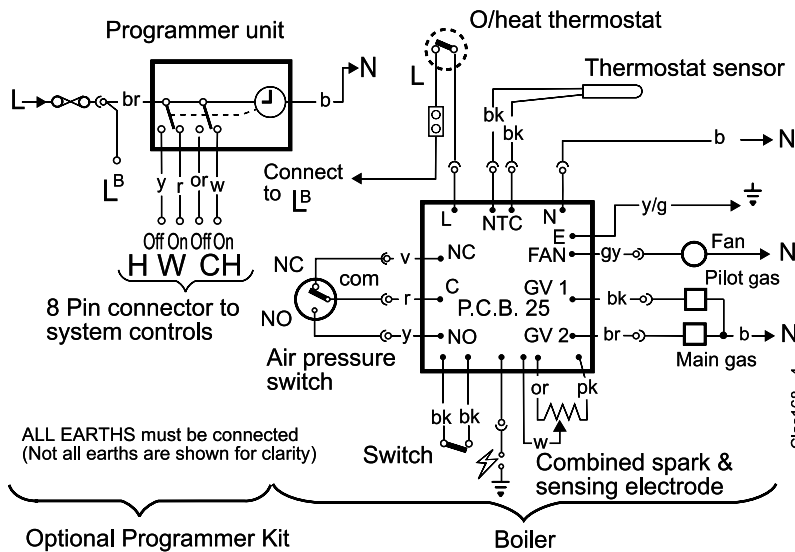 Programmer unit
O/heat thermostat
L
br
b
N
L
Thermostat sensor
bk
bk
b
N
LB
y
r
or
w
Connect
to LB
Off On Off On
H W CH
8 Pin connector to
system controls
L
NTC
N
E
y/g
NC
v
NC
FAN
gy
Fan
N
com
r
C
P.C.B. 25
GV 1
bk
Pilot gas
NO
y
NO
GV 2
br
b
N
Main gas
Air pressure
switch
bk
bk
or
pk
w
Switch
Combined spark &
sensing electrode
ALL EARTHS must be connected
(Not all earths are shown for clarity)
Optional Programmer Kit
Boiler